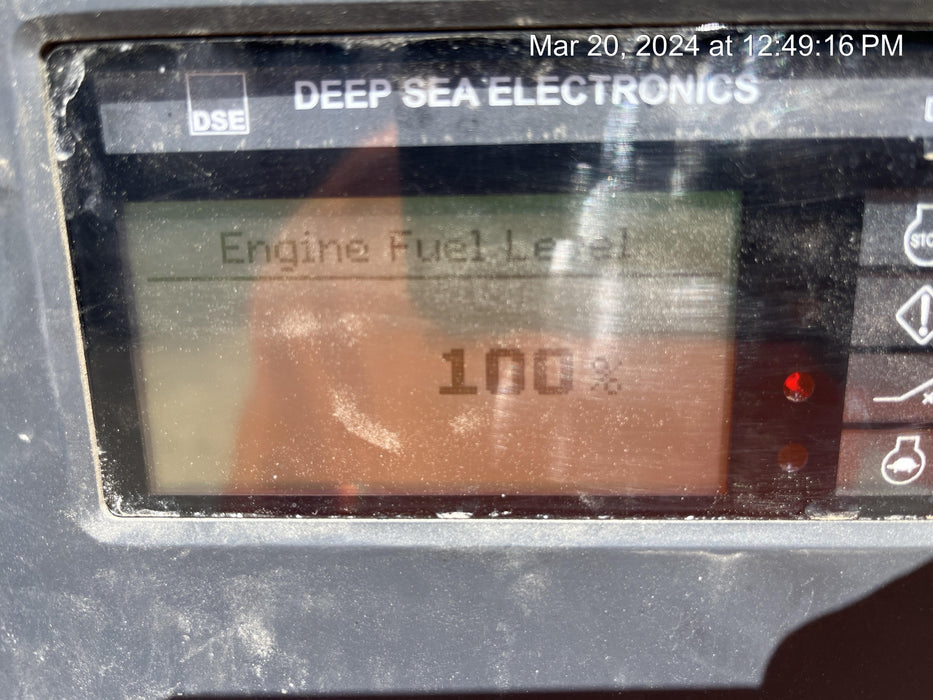 Mar 20, 2024 at 12:49:16 PM
DSE
DEEP SEA ELECTRONICS
Engine Fuel Level
100 %